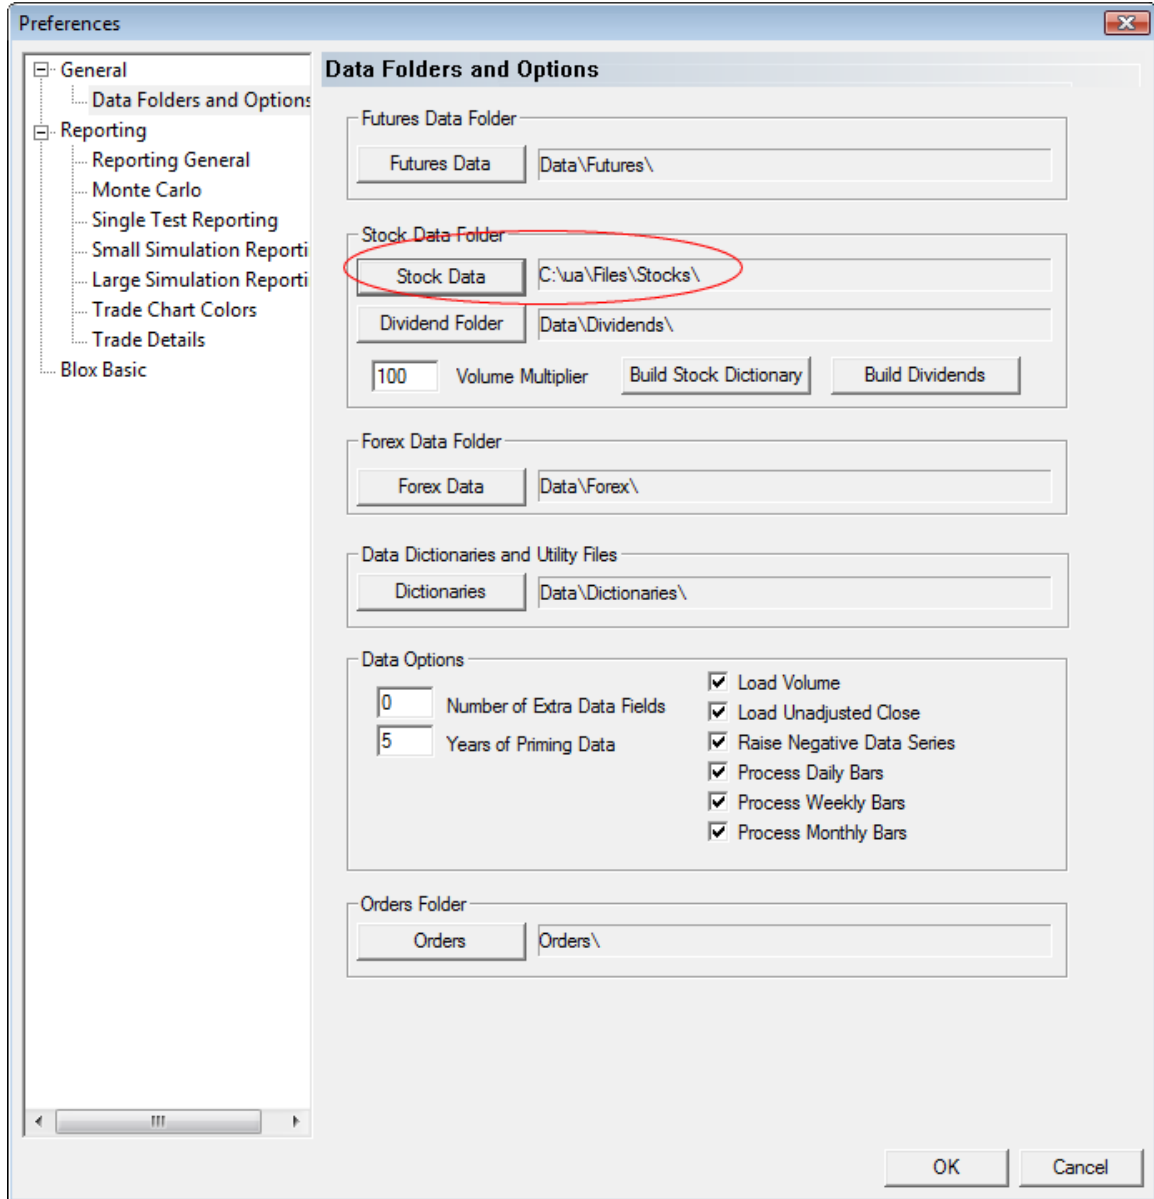 Preferences
General
Data Folders and Options
Reporting
Reporting General
Monte Carlo
Single Test Reporting
Small Simulation Reporti
Large Simulation Reporti
Trade Chart Colors
Trade Details
Blox Basic
Data Folders and Options
Futures Data Folder
Futures Data Data\Futures\
Stock Data Folder
Stock Data C:\ua\Files\Stocks\
Dividend Folder Data\Dividends\
100 Volume Multiplier Build Stock Dictionary Build Dividends
Forex Data Folder
Forex Data Data\Forex\
Data Dictionaries and Utility Files
Dictionaries Data\Dictionaries\
Data Options
0 Number of Extra Data Fields
5 Years of Priming Data
Load Volume
Load Unadjusted Close
Raise Negative Data Series
Process Daily Bars
Process Weekly Bars
Process Monthly Bars
Orders Folder
Orders Orders\
OK Cancel